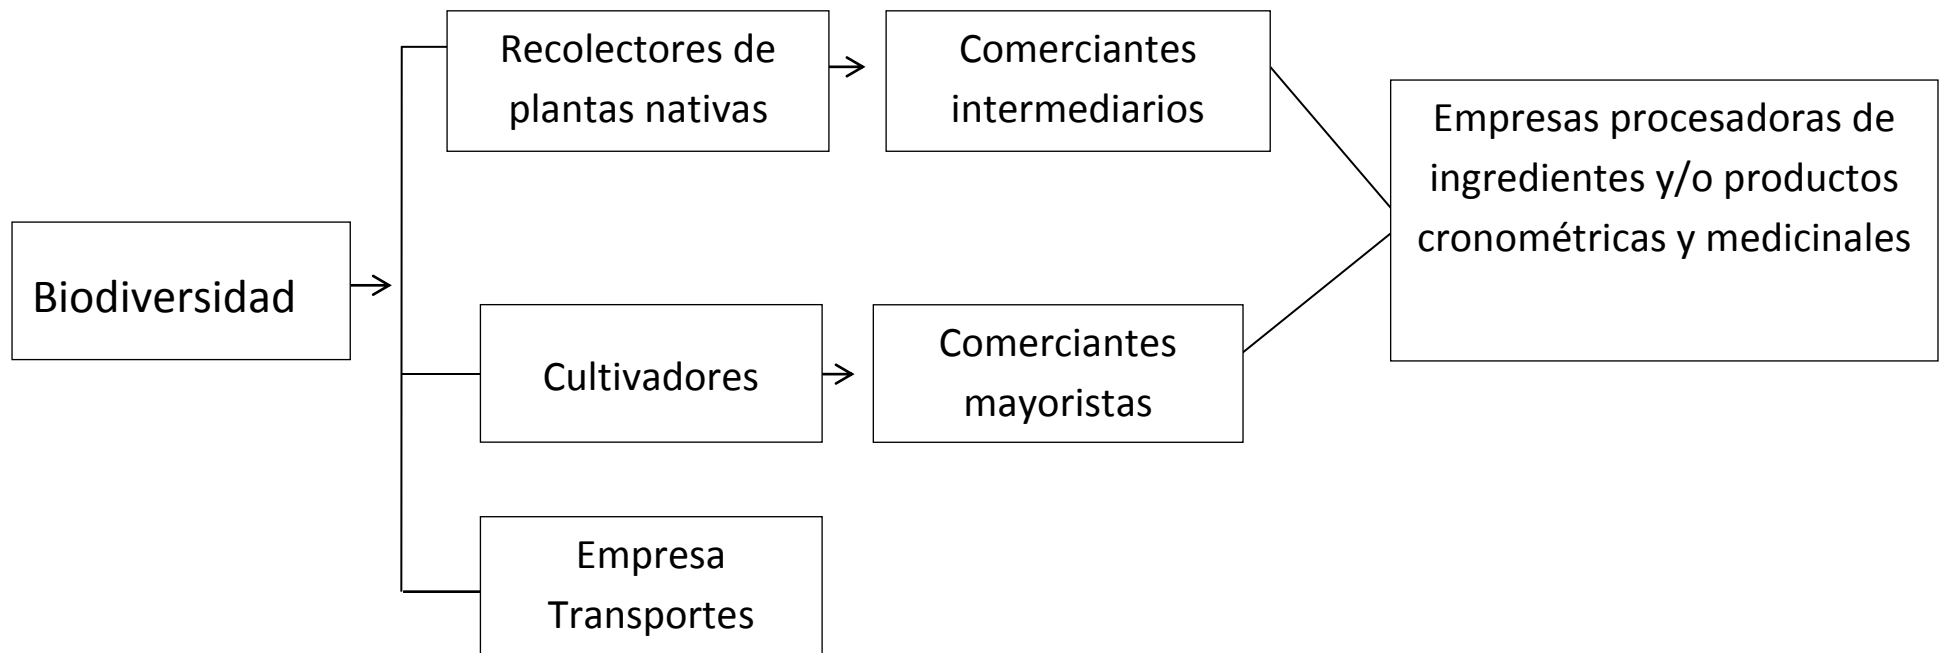 Recolectores de
plantas nativas
Comerciantes
intermediarios
Empresas procesadoras de
ingredientes y/o productos
cronométricas y medicinales
Biodiversidad
Cultivadores
Comerciantes
mayoristas
Empresa
Transportes